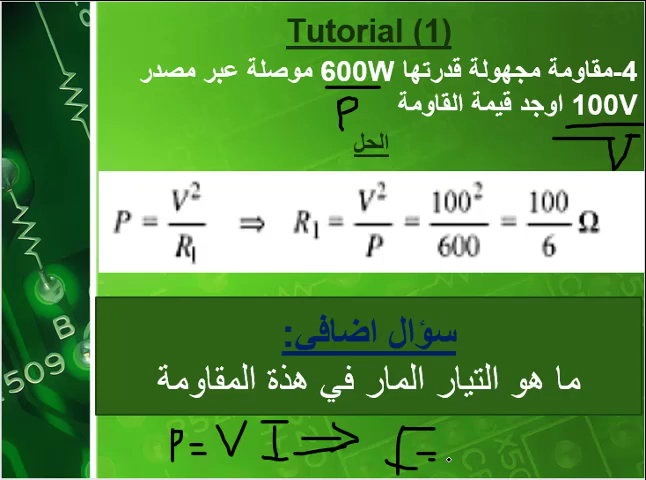 Tutorial (1)
4-مقاومة مجهولة قدرتها 600W موصلة عبر مصدر
100V اوجد قيمة القاومة
P
V
الحل
P = V²/R₁ ⇒ R₁ = V²/P = 100²/600 = 100/6 Ω
سؤال اضافي:
ما هو التيار المار في هذة المقاومة
P = V I ⇒ I = .
B
509